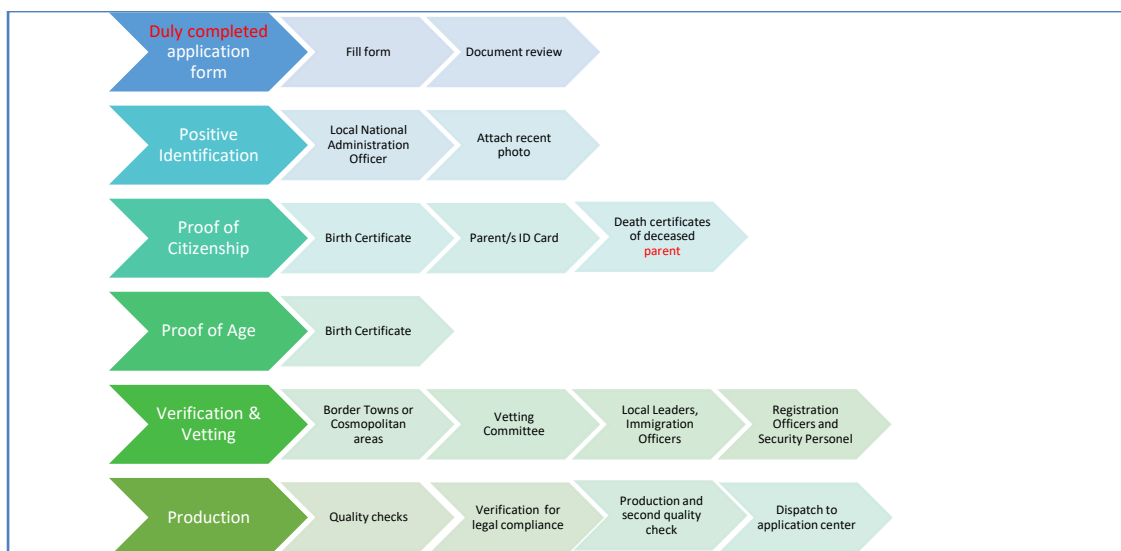 Duly completed
application
form
Fill form
Document review
Positive
Identification
Local National
Administration
Officer
Attach recent
photo
Proof of
Citizenship
Birth Certificate
Parent/s ID Card
Death certificates
of deceased
parent
Proof of Age
Birth Certificate
Verification &
Vetting
Border Towns or
Cosmopolitan
areas
Vetting
Committee
Local Leaders,
Immigration
Officers
Registration
Officers and
Security Personel
Production
Quality checks
Verification for
legal compliance
Production and
second quality
check
Dispatch to
application center